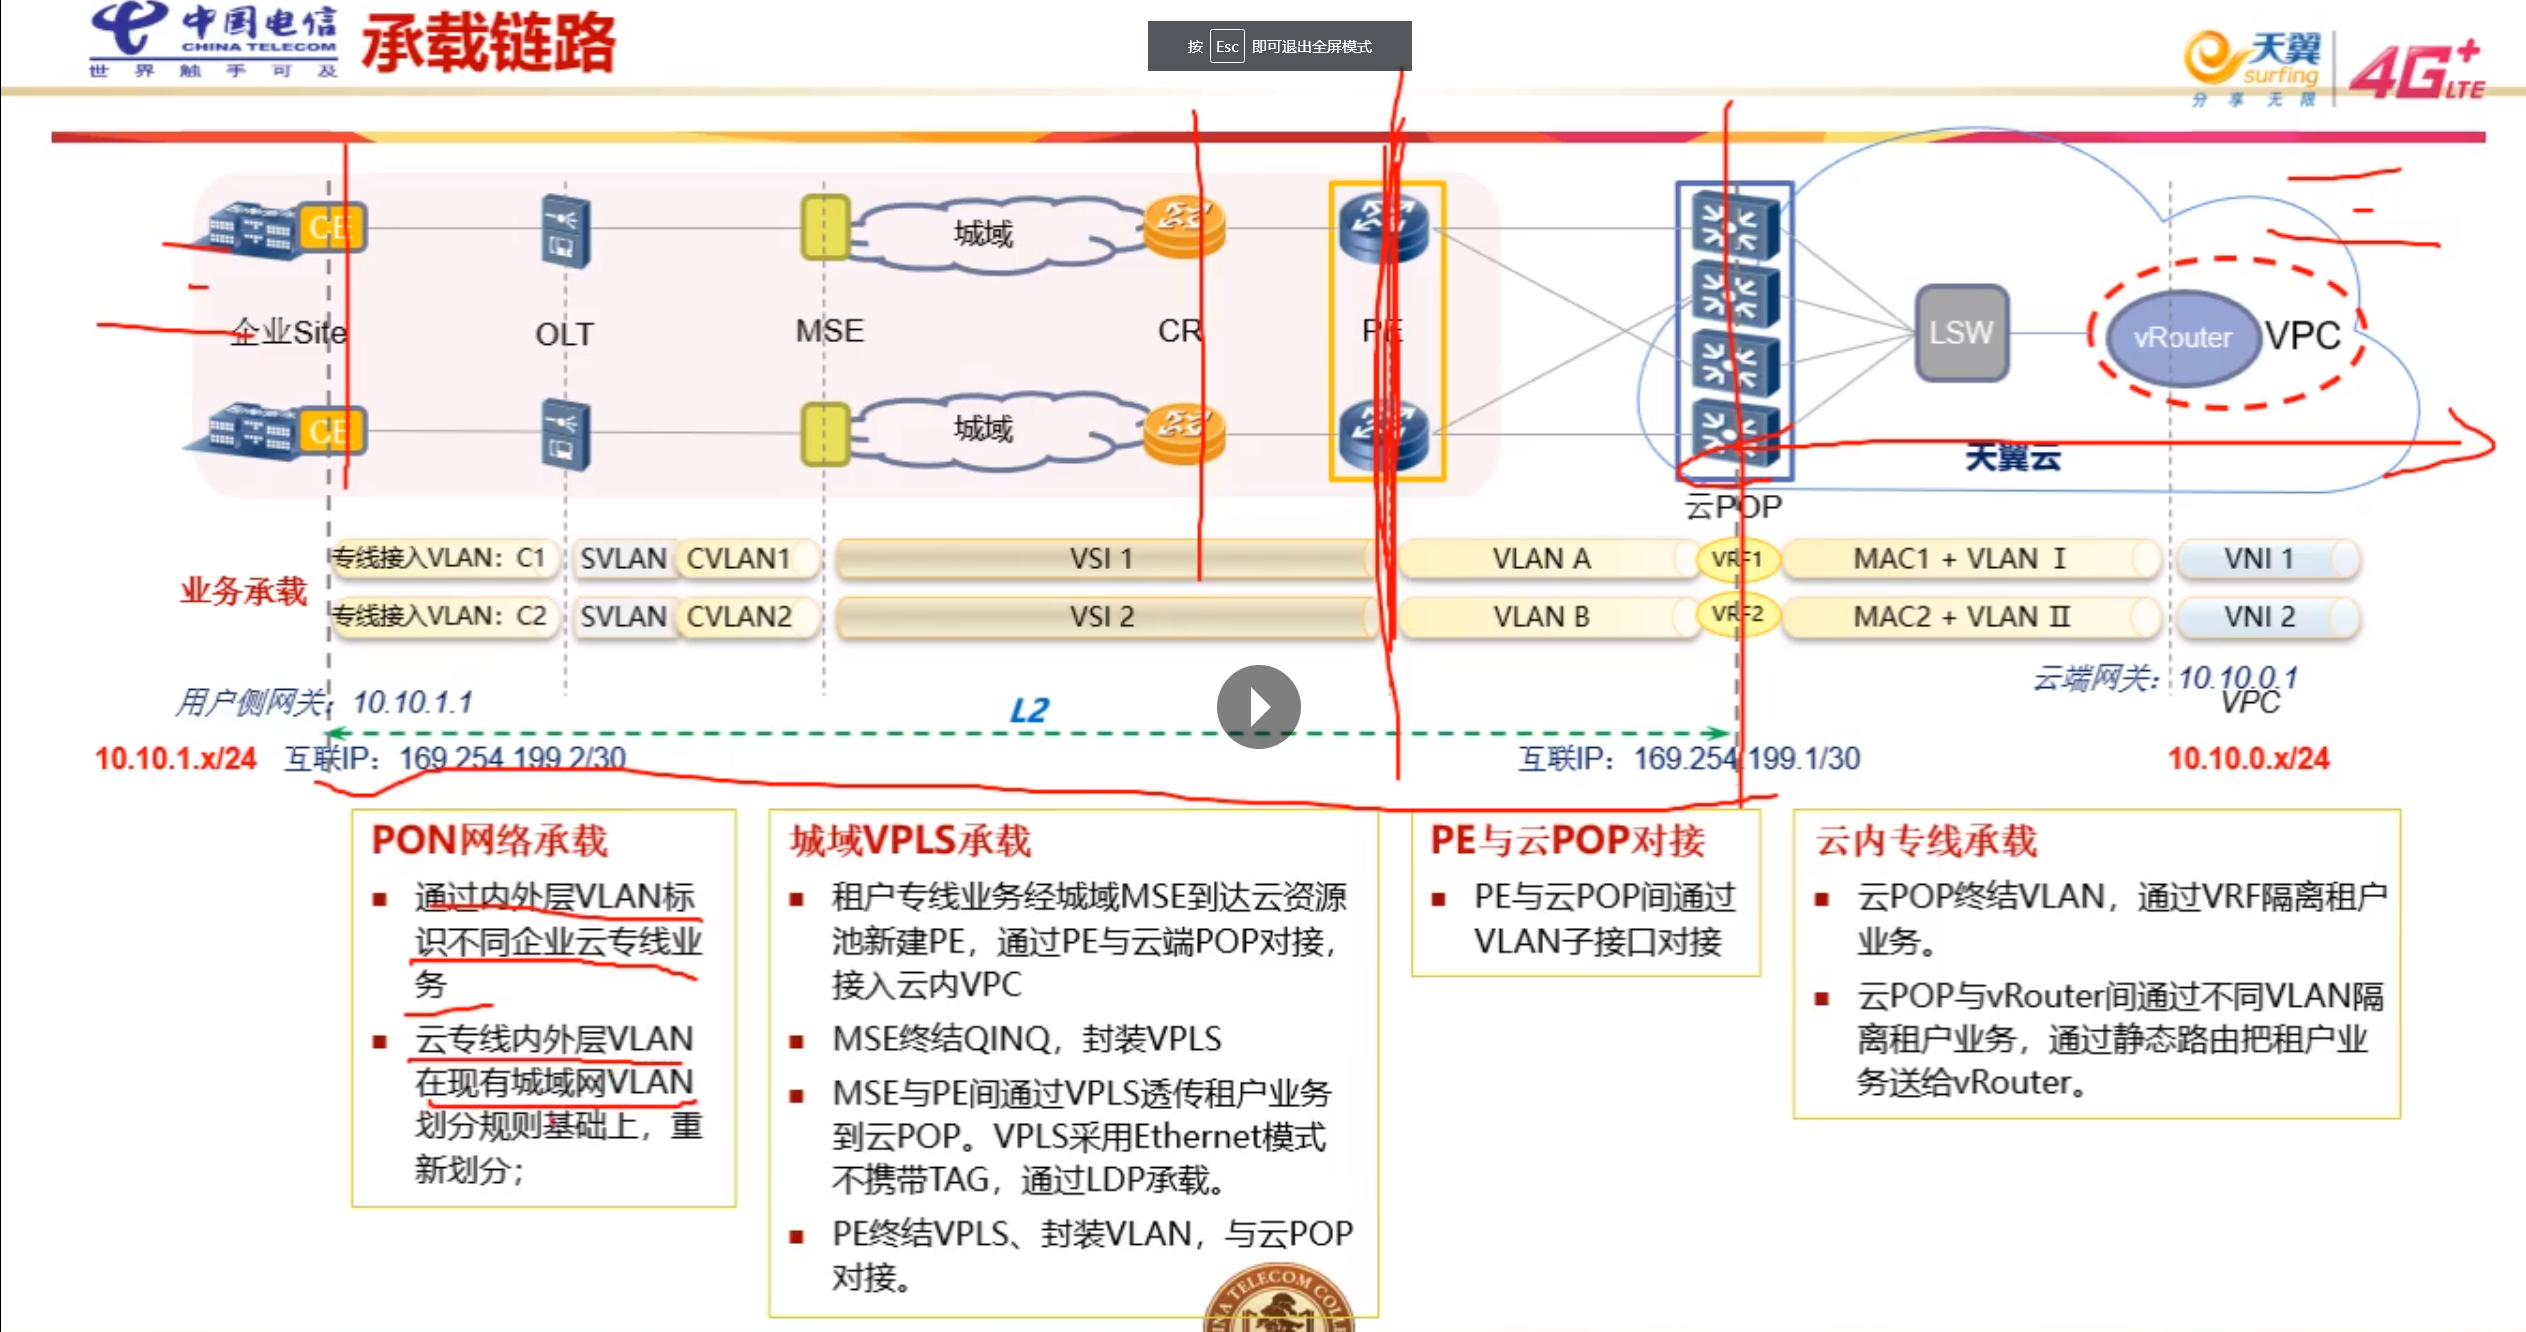 中国电信
CHINA TELECOM
世界触手可及
承载链路
按 Esc 即可退出全屏模式
天翼
surfing
分享无限
4G+
LTE
CE
城域
企业Site
OLT
MSE
CR
PE
LSW
vRouter
VPC
CE
城域
天翼云
云POP
业务承载
专线接入VLAN：C1
SVLAN
CVLAN1
VSI 1
VLAN A
VRF1
MAC1 + VLAN Ⅰ
VNI 1
专线接入VLAN：C2
SVLAN
CVLAN2
VSI 2
VLAN B
VRF2
MAC2 + VLAN Ⅱ
VNI 2
用户侧网关：10.10.1.1
L2
云端网关：10.10.0.1
VPC
10.10.1.x/24
互联IP：169.254.199.2/30
互联IP：169.254.199.1/30
10.10.0.x/24
PON网络承载
通过内外层VLAN标
识不同企业云专线业
务
云专线内外层VLAN
在现有城域网VLAN
划分规则基础上，重
新划分；
城域VPLS承载
租户专线业务经城域MSE到达云资源
池新建PE，通过PE与云端POP对接，
接入云内VPC
MSE终结QINQ，封装VPLS
MSE与PE间通过VPLS透传租户业务
到云POP。VPLS采用Ethernet模式
不携带TAG，通过LDP承载。
PE终结VPLS、封装VLAN，与云POP
对接。
PE与云POP对接
PE与云POP间通过
VLAN子接口对接
云内专线承载
云POP终结VLAN，通过VRF隔离租户
业务。
云POP与vRouter间通过不同VLAN隔
离租户业务，通过静态路由把租户业
务送给vRouter。
TELECOM